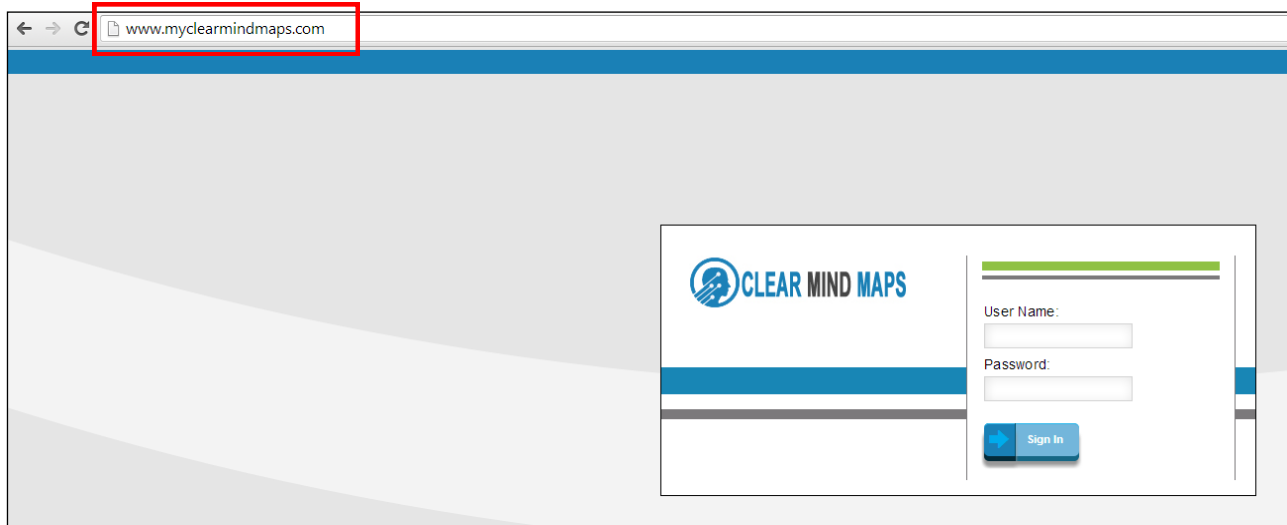 www.myclearmindmaps.com
CLEAR MIND MAPS
User Name:
Password:
Sign In